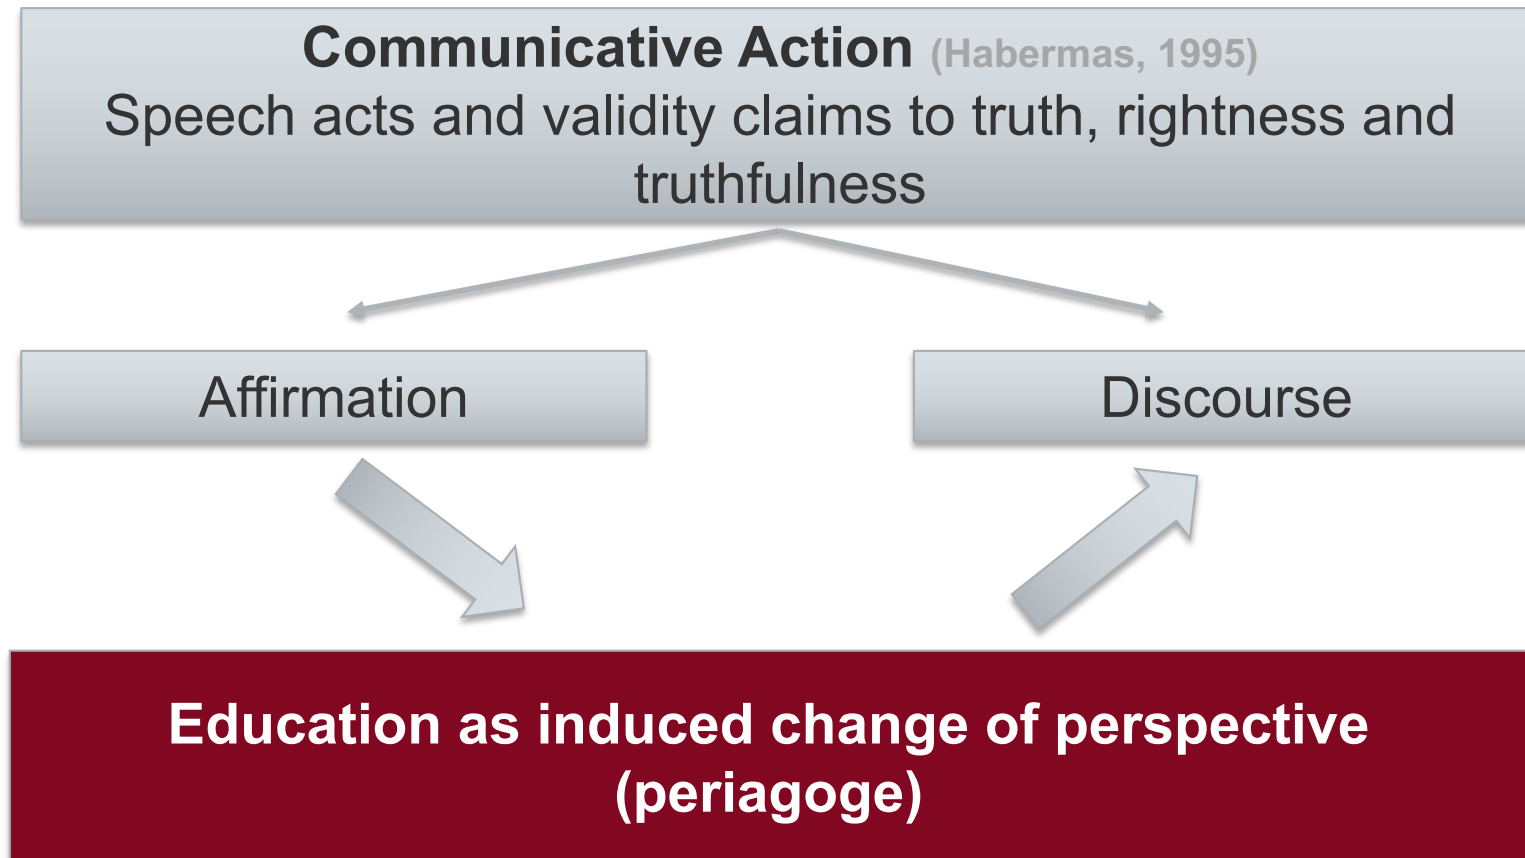 Communicative Action (Habermas, 1995)
Speech acts and validity claims to truth, rightness and
truthfulness
Affirmation
Discourse
Education as induced change of perspective
(periagoge)